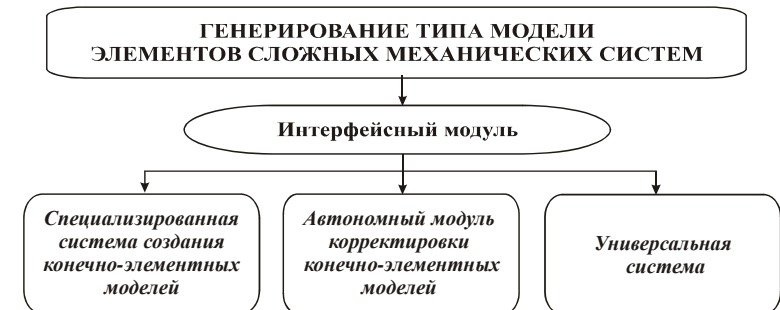 ГЕНЕРИРОВАНИЕ ТИПА МОДЕЛИ
ЭЛЕМЕНТОВ СЛОЖНЫХ МЕХАНИЧЕСКИХ СИСТЕМ
Интерфейсный модуль
Специализированная
система создания
конечно-элементных
моделей
Автономный модуль
корректировки
конечно-элементных
моделей
Универсальная
система